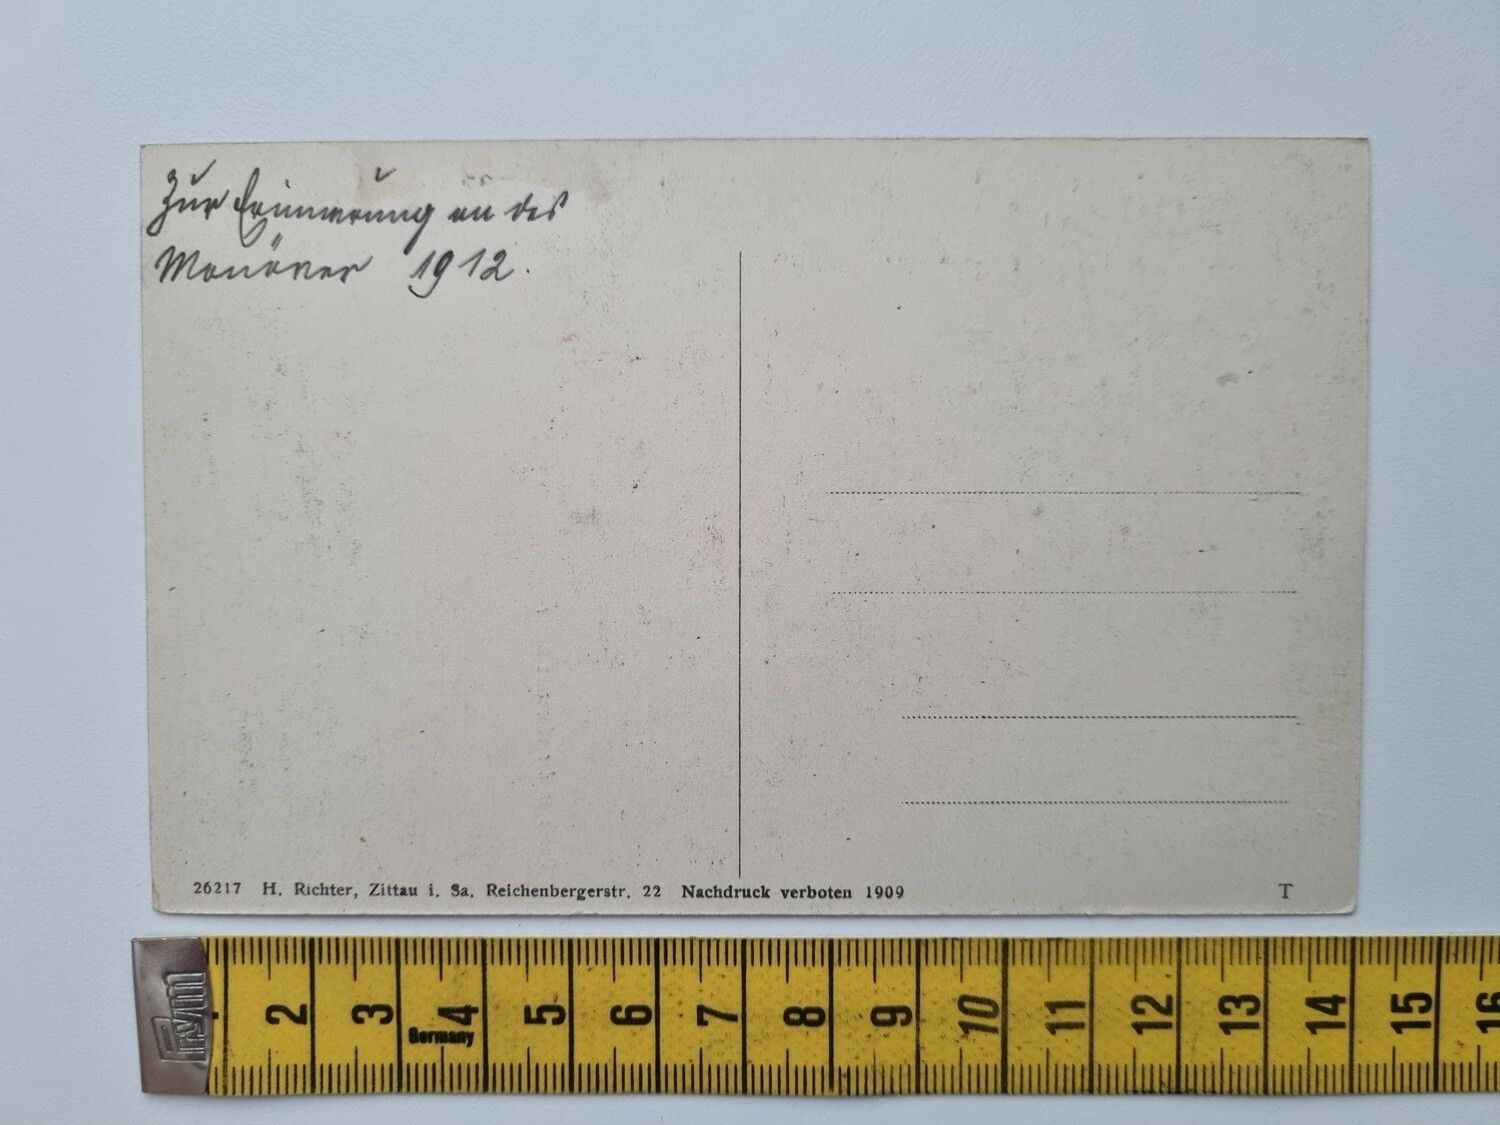 Zur Erinnerung an das
Manöver 1912.
26217 H. Richter, Zittau i. Sa. Reichenbergerstr. 22 Nachdruck verboten 1909
T
Prym
2 3 4 5 6 7 8 9 10 11 12 13 14 15 16
Germany